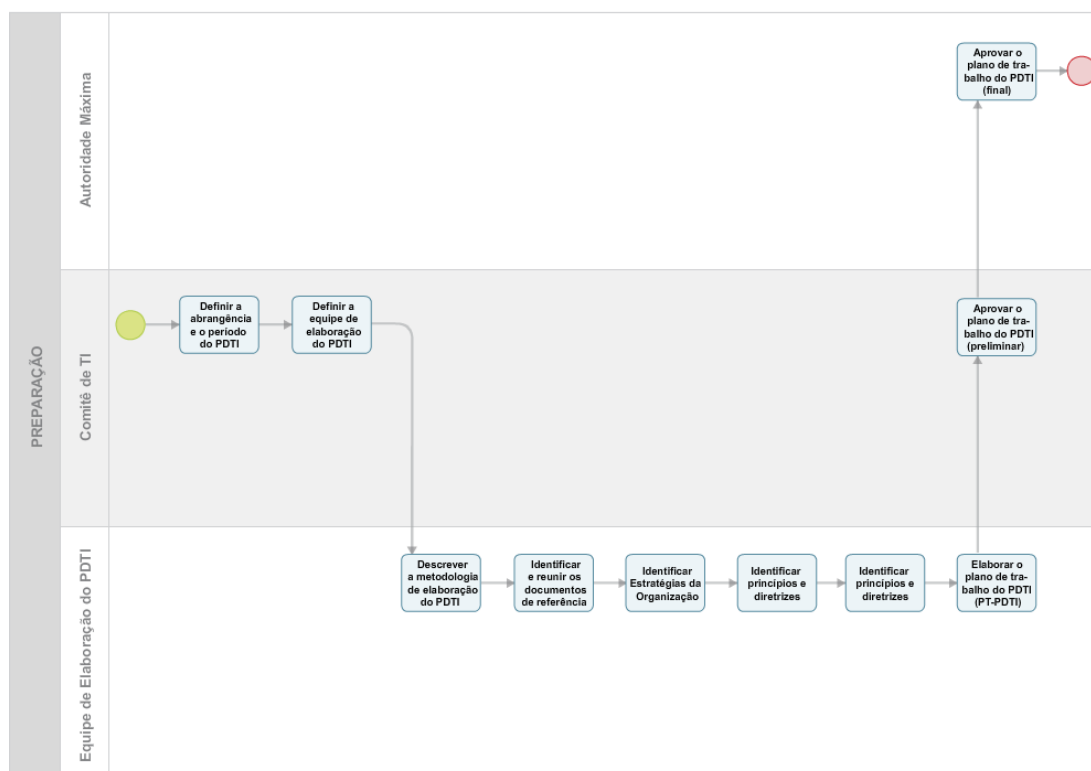 PREPARAÇÃO
Autoridade Máxima
Aprovar o
plano de tra-
balho do PDTI
(final)
Comitê de TI
Definir a
abrangência
e o período
do PDTI
Definir a
equipe de
elaboração
do PDTI
Aprovar o
plano de tra-
balho do PDTI
(preliminar)
Equipe de Elaboração do PDTI
Descrever
a metodologia
de elaboração
do PDTI
Identificar
e reunir os
documentos
de referência
Identificar
Estratégias da
Organização
Identificar
princípios e
diretrizes
Identificar
princípios e
diretrizes
Elaborar o
plano de tra-
balho do PDTI
(PT-PDTI)